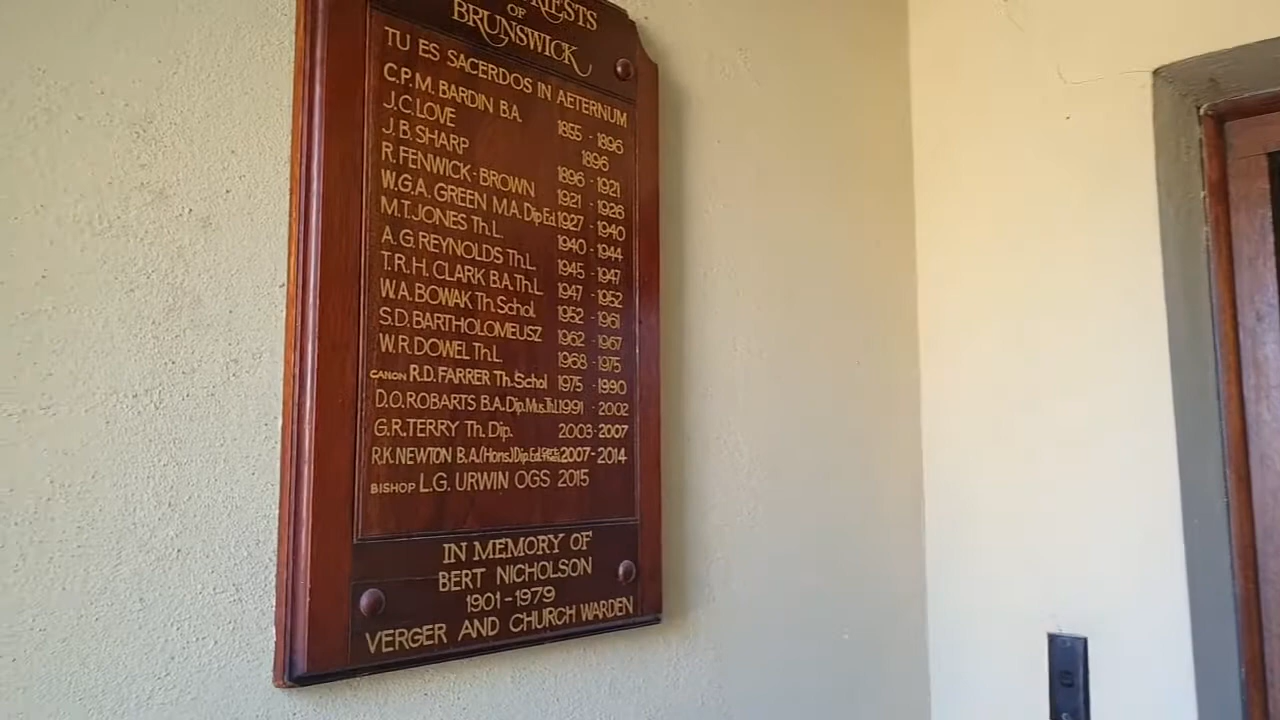 PRIESTS
OF
BRUNSWICK
TU ES SACERDOS IN AETERNUM
C.P.M. BARDIN B.A. 1855 - 1896
J.C. LOVE 1896
J.B. SHARP 1896 - 1921
R. FENWICK-BROWN 1921 - 1926
W.G.A. GREEN M.A. Dip Ed. 1927 - 1940
M.T. JONES Th.L. 1940 - 1944
A.G. REYNOLDS Th.L. 1945 - 1947
T.R.H. CLARK B.A. Th.L. 1947 - 1952
W.A. BOWAK Th. Schol. 1952 - 1961
S.D. BARTHOLOMEUSZ 1962 - 1967
W.R. DOWEL Th.L. 1968 - 1975
CANON R.D. FARRER Th. Schol 1975 - 1990
D.O. ROBARTS B.A. Dip. Mus. Th.L. 1991 - 2002
G.R. TERRY Th. Dip. 2003 - 2007
R.K. NEWTON B.A. (Hons) Dip. Ed. 2007 - 2014
BISHOP L.G. URWIN OGS 2015
IN MEMORY OF
BERT NICHOLSON
1901 - 1979
VERGER AND CHURCH WARDEN